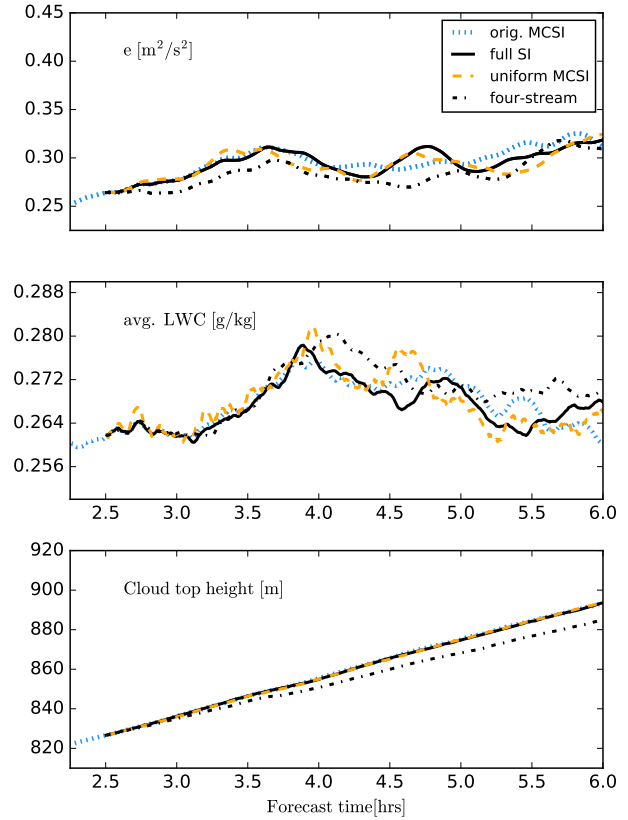 0.45
0.40
0.35
0.30
0.25
e [m²/s²]
orig. MCSI
full SI
uniform MCSI
four-stream
0.288
0.280
0.272
0.264
0.256
avg. LWC [g/kg]
2.5 3.0 3.5 4.0 4.5 5.0 5.5 6.0
920
900
880
860
840
820
Cloud top height [m]
2.5 3.0 3.5 4.0 4.5 5.0 5.5 6.0
Forecast time[hrs]